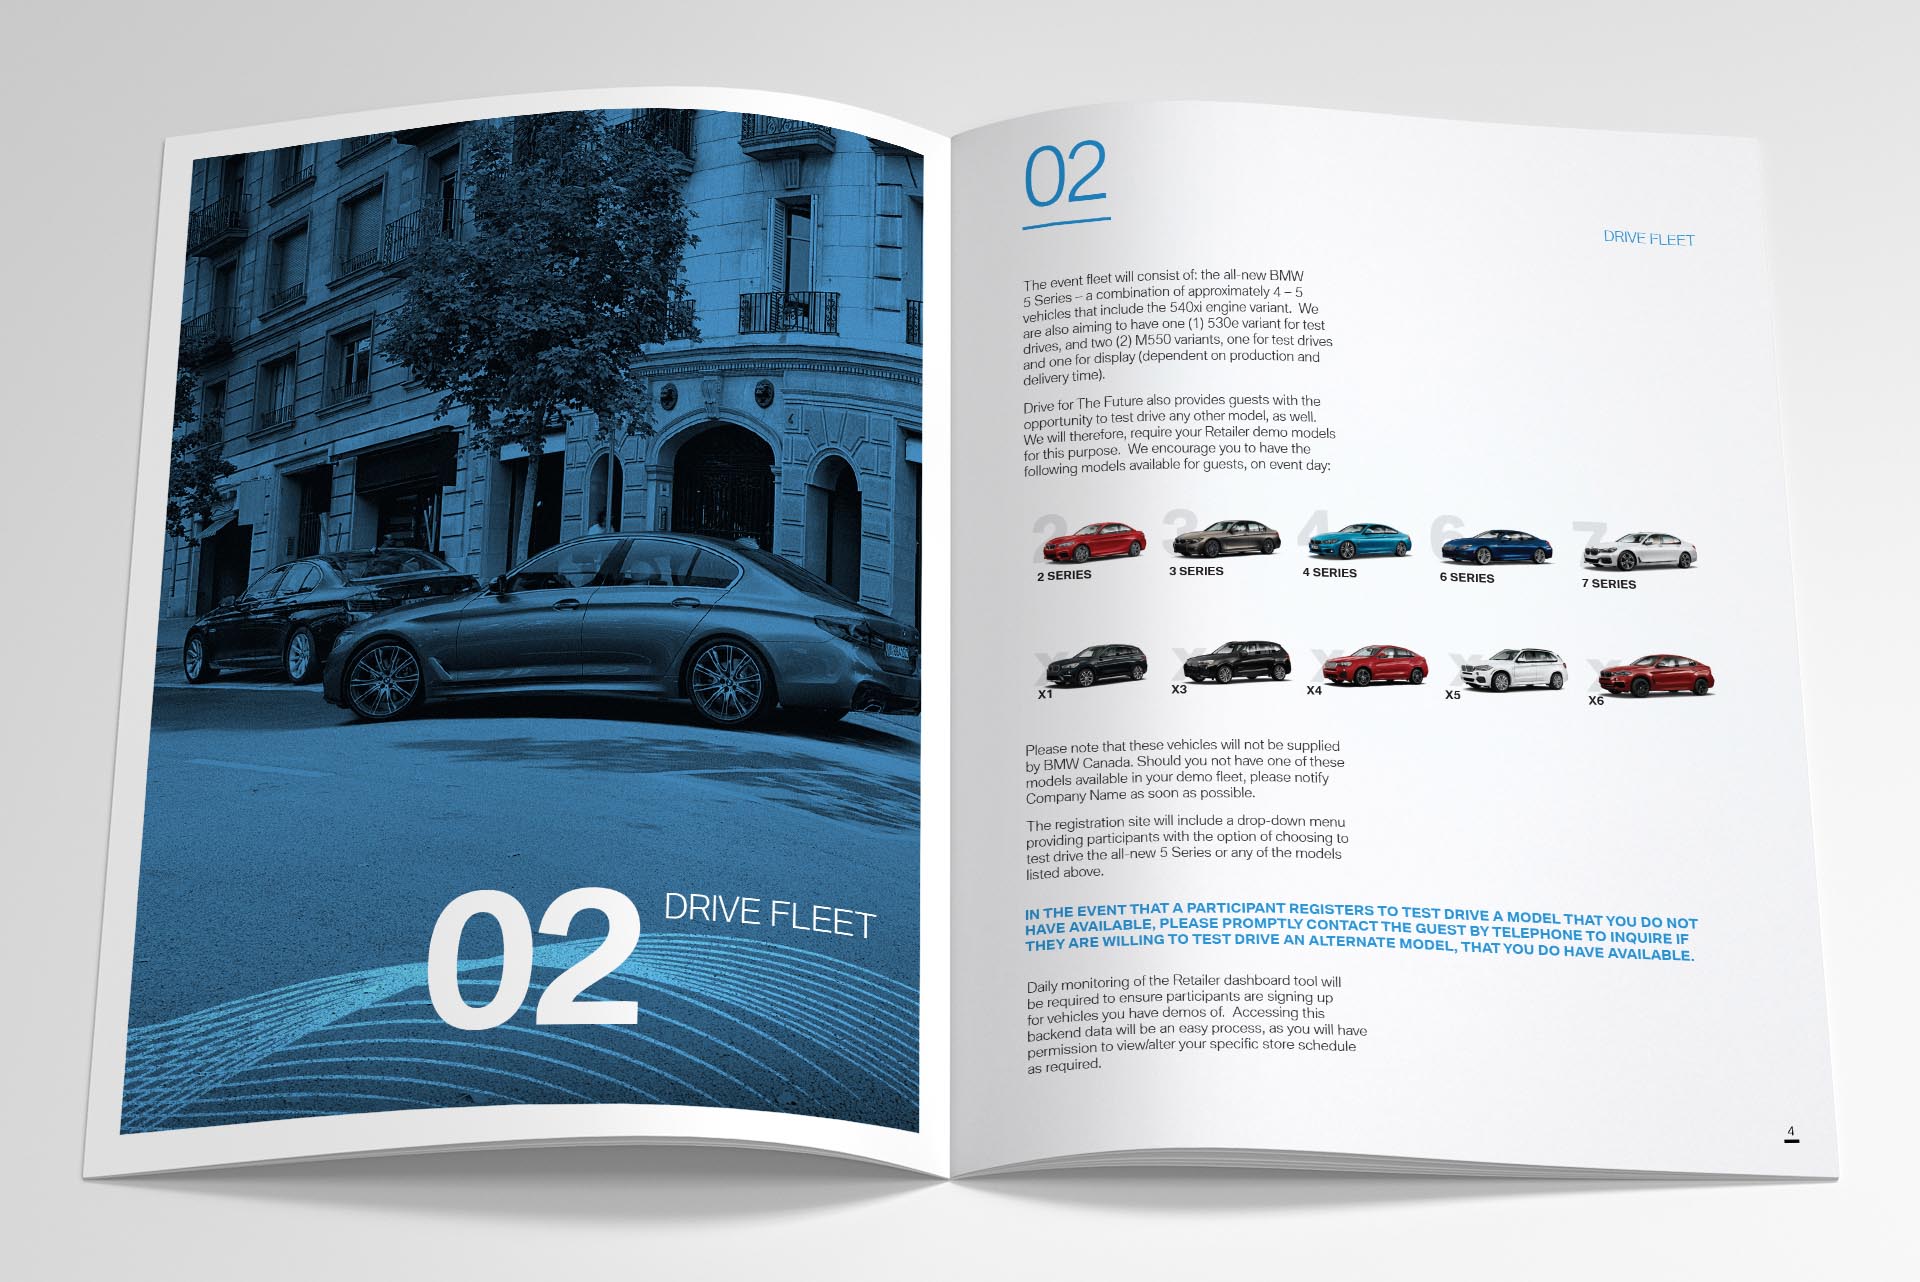 02
DRIVE FLEET
02
DRIVE FLEET
The event fleet will consist of: the all-new BMW
5 Series – a combination of approximately 4 – 5
vehicles that include the 540xi engine variant. We
are also aiming to have one (1) 530e variant for test
drives, and two (2) M550 variants, one for test drives
and one for display (dependent on production and
delivery time).
Drive for The Future also provides guests with the
opportunity to test drive any other model, as well.
We will therefore, require your Retailer demo models
for this purpose. We encourage you to have the
following models available for guests, on event day:
2 3 4 6 7
2 SERIES 3 SERIES 4 SERIES 6 SERIES 7 SERIES
X1 X3 X4 X5 X6
Please note that these vehicles will not be supplied
by BMW Canada. Should you not have one of these
models available in your demo fleet, please notify
Company Name as soon as possible.
The registration site will include a drop-down menu
providing participants with the option of choosing to
test drive the all-new 5 Series or any of the models
listed above.
IN THE EVENT THAT A PARTICIPANT REGISTERS TO TEST DRIVE A MODEL THAT YOU DO NOT
HAVE AVAILABLE, PLEASE PROMPTLY CONTACT THE GUEST BY TELEPHONE TO INQUIRE IF
THEY ARE WILLING TO TEST DRIVE AN ALTERNATE MODEL, THAT YOU DO HAVE AVAILABLE.
Daily monitoring of the Retailer dashboard tool will
be required to ensure participants are signing up
for vehicles you have demos of. Accessing this
backend data will be an easy process, as you will have
permission to view/alter your specific store schedule
as required.
4